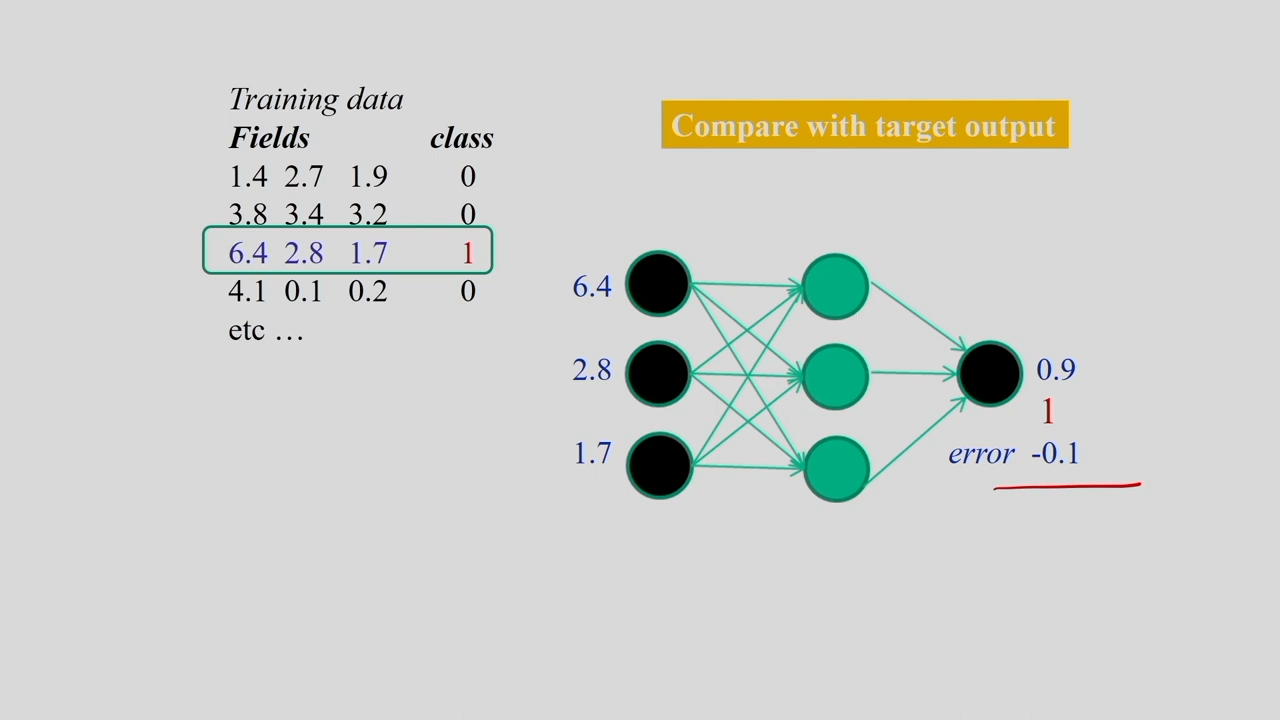 Training data
Fields class
1.4 2.7 1.9 0
3.8 3.4 3.2 0
6.4 2.8 1.7 1
4.1 0.1 0.2 0
etc …
Compare with target output
6.4
2.8
1.7
0.9
1
error -0.1